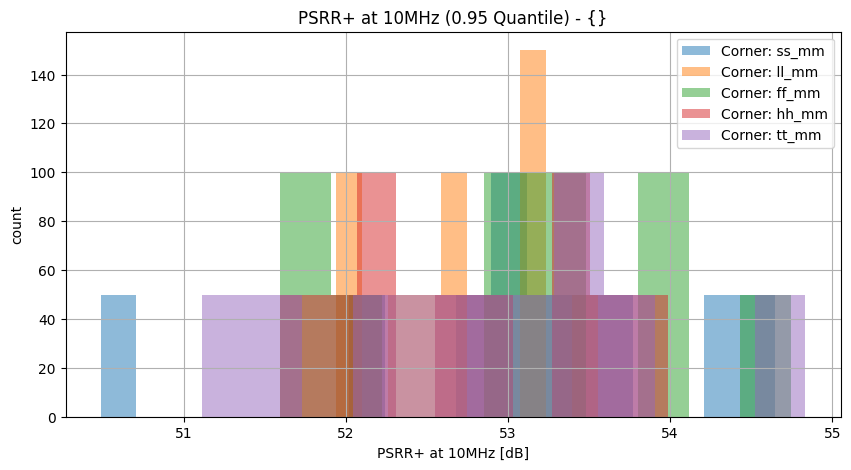 PSRR+ at 10MHz (0.95 Quantile) - {}
Corner: ss_mm
Corner: ll_mm
Corner: ff_mm
Corner: hh_mm
Corner: tt_mm
140
120
100
80
60
40
20
0
count
51
52
53
54
55
PSRR+ at 10MHz [dB]